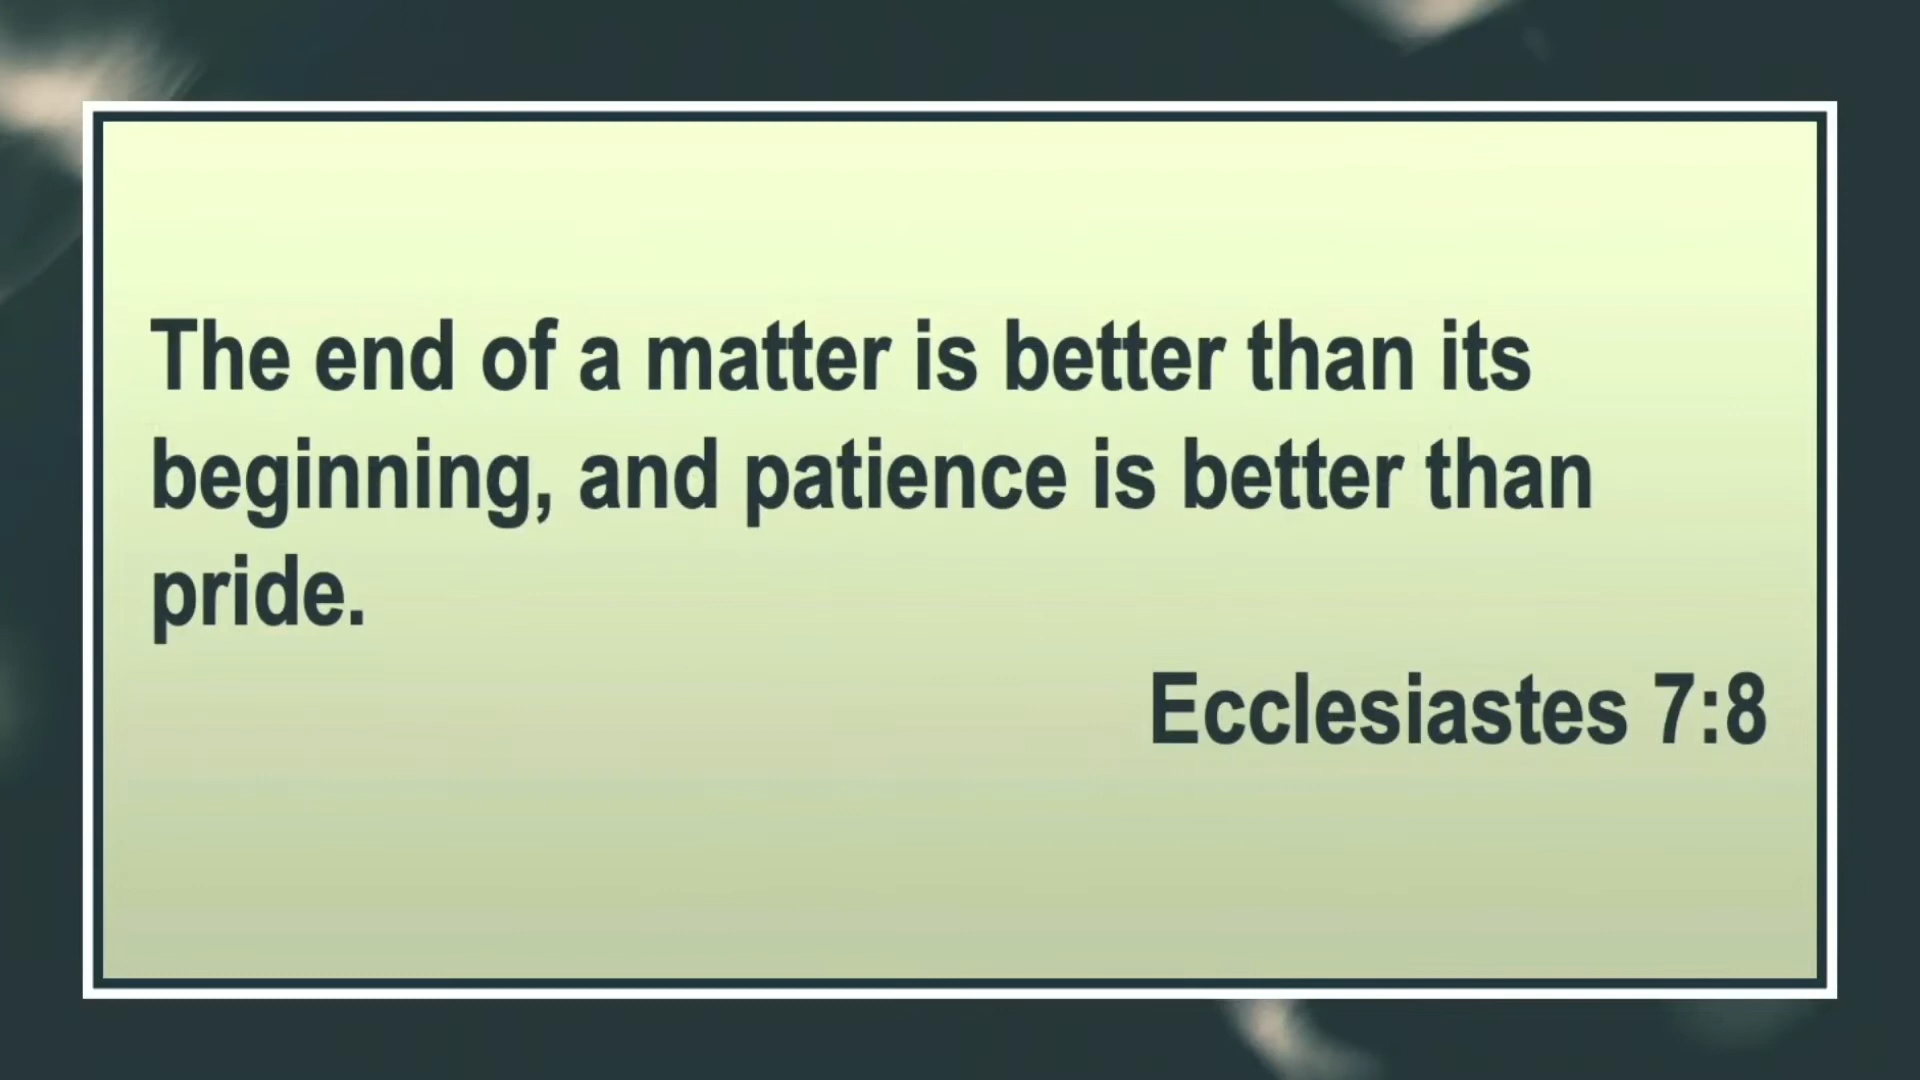 The end of a matter is better than its
beginning, and patience is better than
pride.
Ecclesiastes 7:8